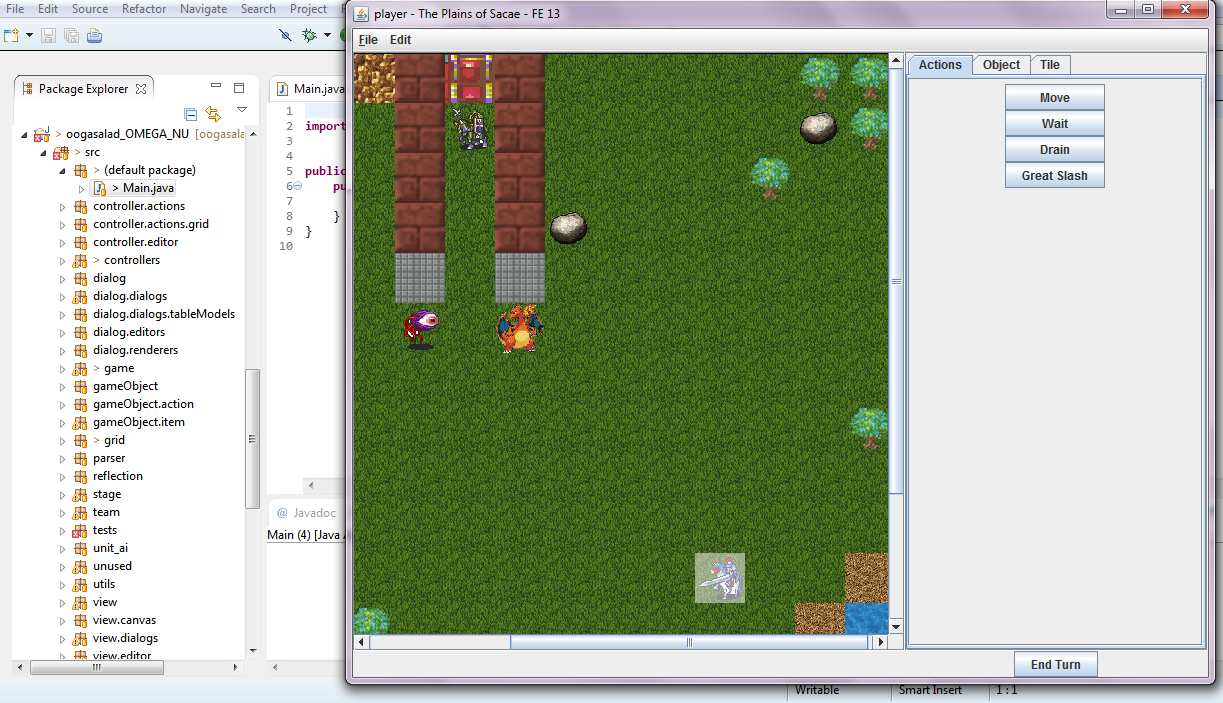 File Edit Source Refactor Navigate Search Project
player - The Plains of Sacae - FE 13
File Edit
Package Explorer
> oogasalad_OMEGA_NU [oogasala
> src
> (default package)
> Main.java
controller.actions
controller.actions.grid
controller.editor
> controllers
dialog
dialog.dialogs
dialog.dialogs.tableModels
dialog.editors
dialog.renderers
> game
gameObject
gameObject.action
gameObject.item
> grid
parser
reflection
stage
team
tests
unit_ai
unused
utils
view
view.canvas
view.dialogs
view.editor
Main.java
1
2 import
3
4
5 public
6 pu
7
8 }
9 }
10
@ Javadoc
Main (4) [Java A
Actions Object Tile
Move
Wait
Drain
Great Slash
End Turn
Writable Smart Insert 1 : 1